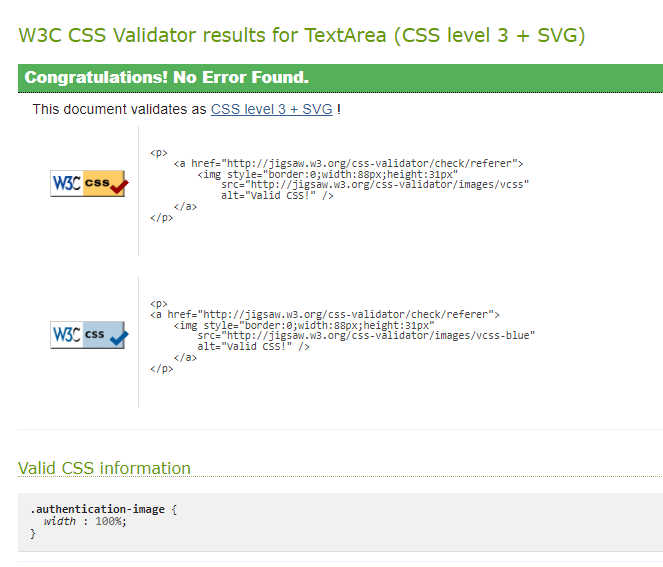 W3C CSS Validator results for TextArea (CSS level 3 + SVG)
Congratulations! No Error Found.
This document validates as CSS level 3 + SVG !
W3C css
<p>
<a href="http://jigsaw.w3.org/css-validator/check/referer">
<img style="border:0;width:88px;height:31px"
src="http://jigsaw.w3.org/css-validator/images/vcss"
alt="Valid CSS!" />
</a>
</p>
W3C css
<p>
<a href="http://jigsaw.w3.org/css-validator/check/referer">
<img style="border:0;width:88px;height:31px"
src="http://jigsaw.w3.org/css-validator/images/vcss-blue"
alt="Valid CSS!" />
</a>
</p>
Valid CSS information
.authentication-image {
width : 100%;
}